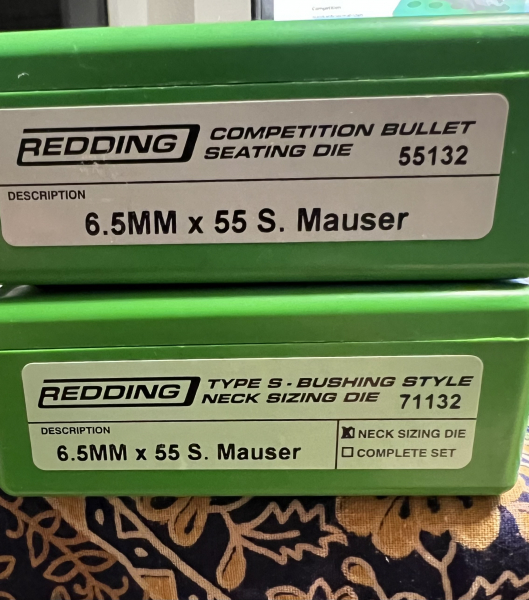 REDDING COMPETITION BULLET
SEATING DIE 55132
DESCRIPTION
6.5MM x 55 S. Mauser
REDDING TYPE S - BUSHING STYLE
NECK SIZING DIE 71132
DESCRIPTION
6.5MM x 55 S. Mauser
☒ NECK SIZING DIE
☐ COMPLETE SET